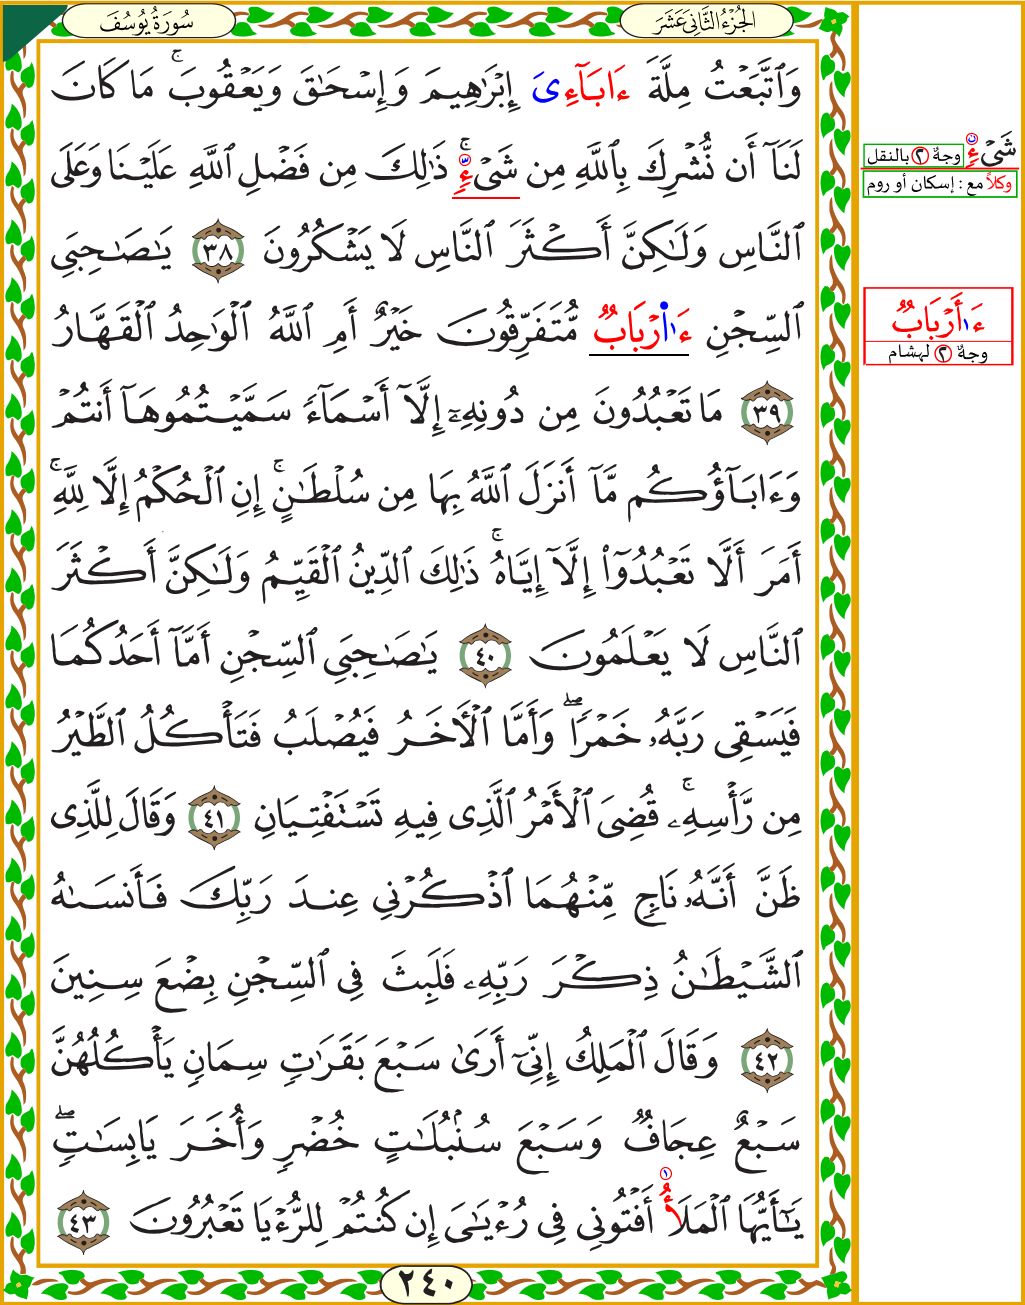 الجُزْءُ الثَّانِيَ عَشَرَ
سُورَةُ يُوسُفَ
وَٱتَّبَعْتُ مِلَّةَ ءَابَآءِى إِبْرَٰهِيمَ وَإِسْحَٰقَ وَيَعْقُوبَ ۚ مَا كَانَ
لَنَآ أَن نُّشْرِكَ بِٱللَّهِ مِن شَىْءٍ ۚ ذَٰلِكَ مِن فَضْلِ ٱللَّهِ عَلَيْنَا وَعَلَى
ٱلنَّاسِ وَلَٰكِنَّ أَكْثَرَ ٱلنَّاسِ لَا يَشْكُرُونَ ٣٨ يَٰصَٰحِبَىِ
ٱلسِّجْنِ ءَا۬رْبَابٌ مُّتَفَرِّقُونَ خَيْرٌ أَمِ ٱللَّهُ ٱلْوَٰحِدُ ٱلْقَهَّارُ
٣٩ مَا تَعْبُدُونَ مِن دُونِهِۦٓ إِلَّآ أَسْمَآءً سَمَّيْتُمُوهَآ أَنتُمْ
وَءَابَآؤُكُم مَّآ أَنزَلَ ٱللَّهُ بِهَا مِن سُلْطَٰنٍ ۚ إِنِ ٱلْحُكْمُ إِلَّا لِلَّهِ ۚ
أَمَرَ أَلَّا تَعْبُدُوٓا۟ إِلَّآ إِيَّاهُ ۚ ذَٰلِكَ ٱلدِّينُ ٱلْقَيِّمُ وَلَٰكِنَّ أَكْثَرَ
ٱلنَّاسِ لَا يَعْلَمُونَ ٤٠ يَٰصَٰحِبَىِ ٱلسِّجْنِ أَمَّآ أَحَدُكُمَا
فَيَسْقِى رَبَّهُۥ خَمْرًا ۖ وَأَمَّا ٱلْأَخَرُ فَيُصْلَبُ فَتَأْكُلُ ٱلطَّيْرُ
مِن رَّأْسِهِۦ ۚ قُضِىَ ٱلْأَمْرُ ٱلَّذِى فِيهِ تَسْتَفْتِيَانِ ٤١ وَقَالَ لِلَّذِى
ظَنَّ أَنَّهُۥ نَاجٍ مِّنْهُمَا ٱذْكُرْنِى عِندَ رَبِّكَ فَأَنسَىٰهُ
ٱلشَّيْطَٰنُ ذِكْرَ رَبِّهِۦ فَلَبِثَ فِى ٱلسِّجْنِ بِضْعَ سِنِينَ
٤٢ وَقَالَ ٱلْمَلِكُ إِنِّىٓ أَرَىٰ سَبْعَ بَقَرَٰتٍ سِمَانٍ يَأْكُلُهُنَّ
سَبْعٌ عِجَافٌ وَسَبْعَ سُنۢبُلَٰتٍ خُضْرٍ وَأُخَرَ يَابِسَٰتٍ ۖ
يَٰٓأَيُّهَا ٱلْمَلَأُ ١ أَفْتُونِى فِى رُءْيَٰىَ إِن كُنتُمْ لِلرُّءْيَا تَعْبُرُونَ ٤٣
٢٤٠
شَىْءٍ وجهٌ ٢ بالنقل
وكلاً مع : إسكان أو روم
ءَا۬أَرْبَابٌ
وجهٌ ٢ لهشام